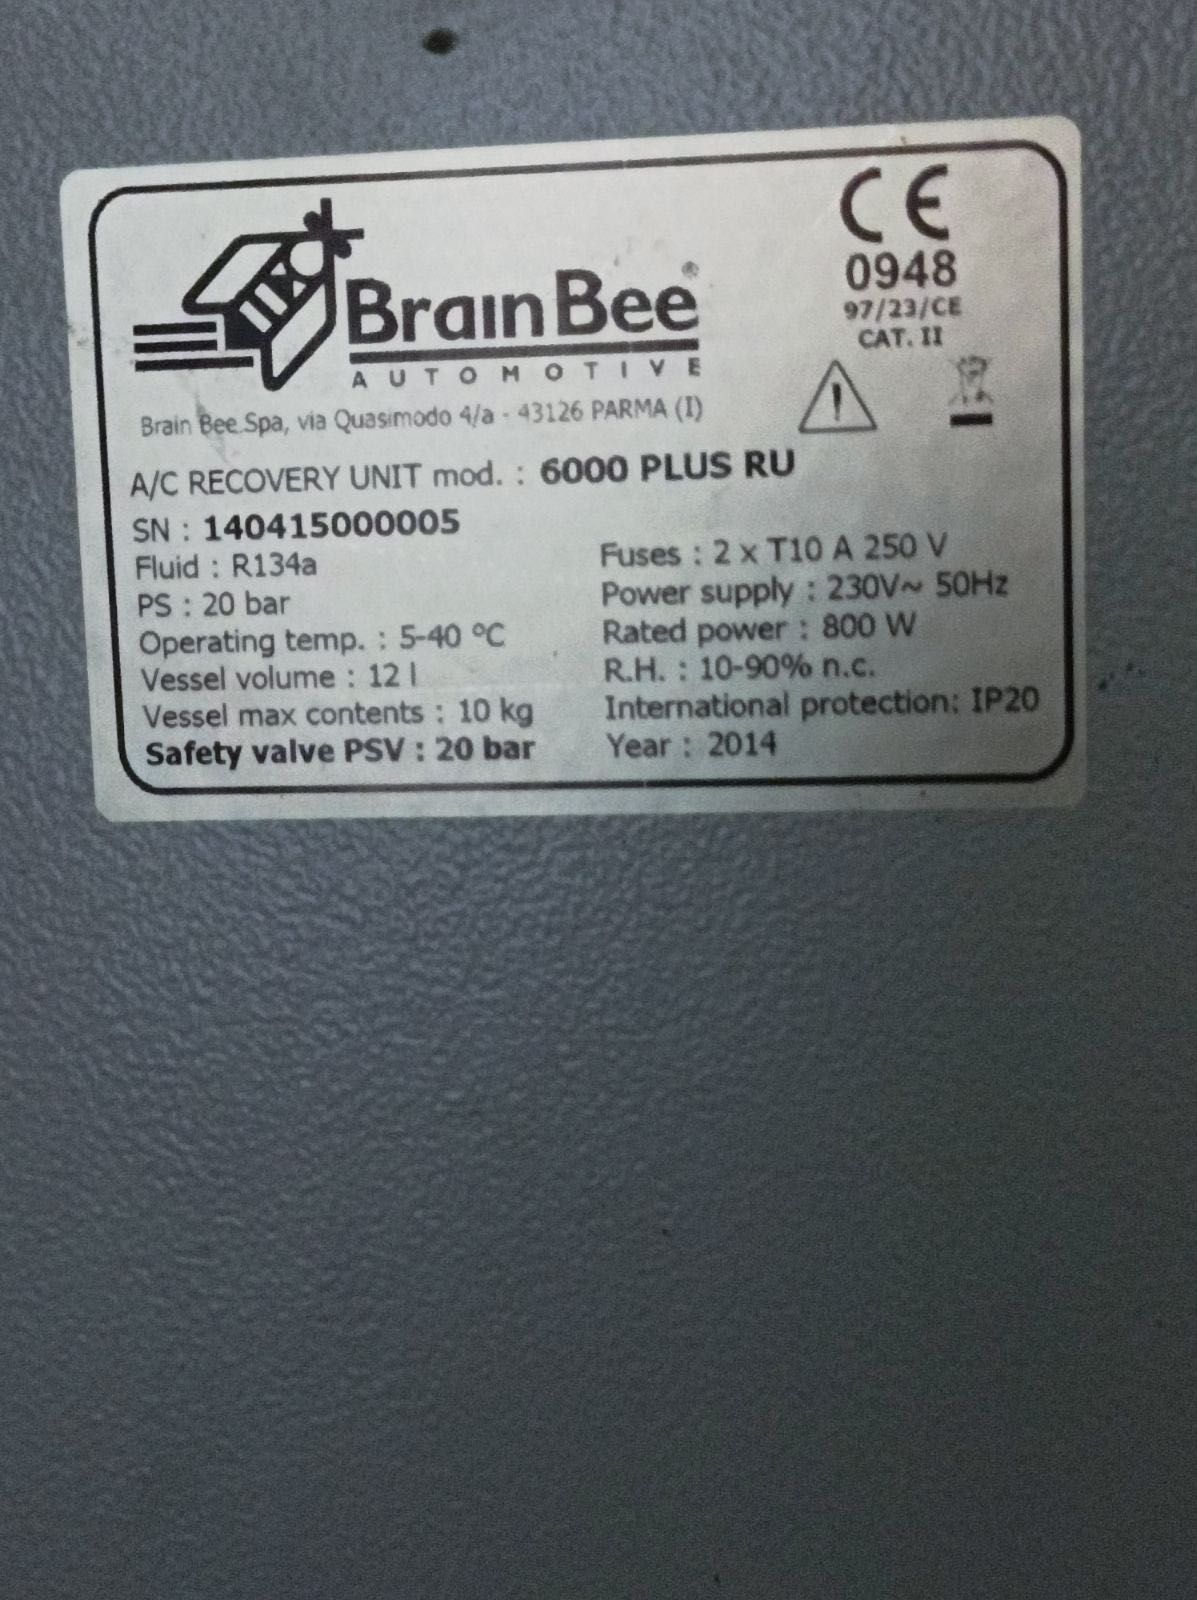 BrainBee®
AUTOMOTIVE
Brain Bee Spa, via Quasimodo 4/a - 43126 PARMA (I)
CE
0948
97/23/CE
CAT. II
A/C RECOVERY UNIT mod. : 6000 PLUS RU
SN : 140415000005
Fluid : R134a
PS : 20 bar
Operating temp. : 5-40 ºC
Vessel volume : 12 l
Vessel max contents : 10 kg
Safety valve PSV : 20 bar
Fuses : 2 x T10 A 250 V
Power supply : 230V~ 50Hz
Rated power : 800 W
R.H. : 10-90% n.c.
International protection: IP20
Year : 2014